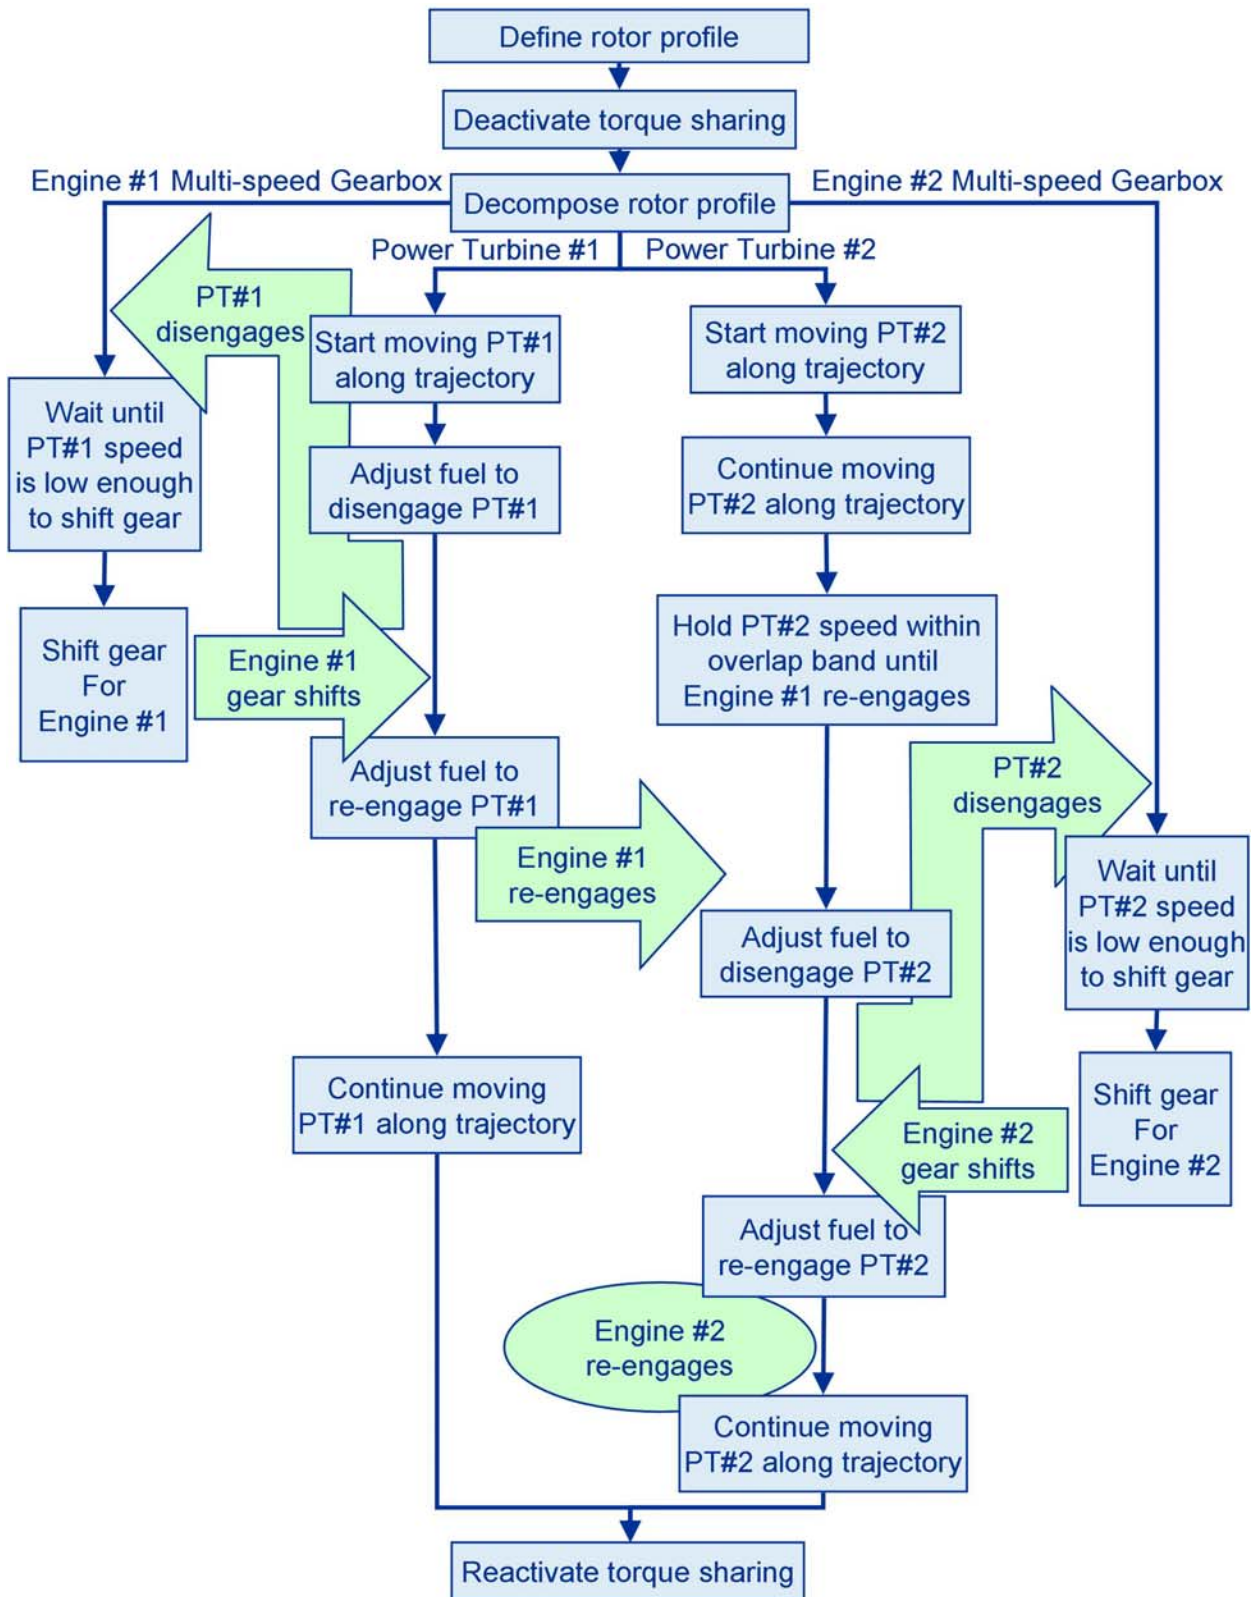 Define rotor profile
Deactivate torque sharing
Engine #1 Multi-speed Gearbox
Engine #2 Multi-speed Gearbox
Decompose rotor profile
Power Turbine #1
Power Turbine #2
PT#1
disengages
Start moving PT#1
along trajectory
Start moving PT#2
along trajectory
Wait until
PT#1 speed
is low enough
to shift gear
Adjust fuel to
disengage PT#1
Continue moving
PT#2 along trajectory
Shift gear
For
Engine #1
Engine #1
gear shifts
Hold PT#2 speed within
overlap band until
Engine #1 re-engages
Adjust fuel to
re-engage PT#1
PT#2
disengages
Engine #1
re-engages
Wait until
PT#2 speed
is low enough
to shift gear
Adjust fuel to
disengage PT#2
Continue moving
PT#1 along trajectory
Shift gear
For
Engine #2
Engine #2
gear shifts
Adjust fuel to
re-engage PT#2
Engine #2
re-engages
Continue moving
PT#2 along trajectory
Reactivate torque sharing